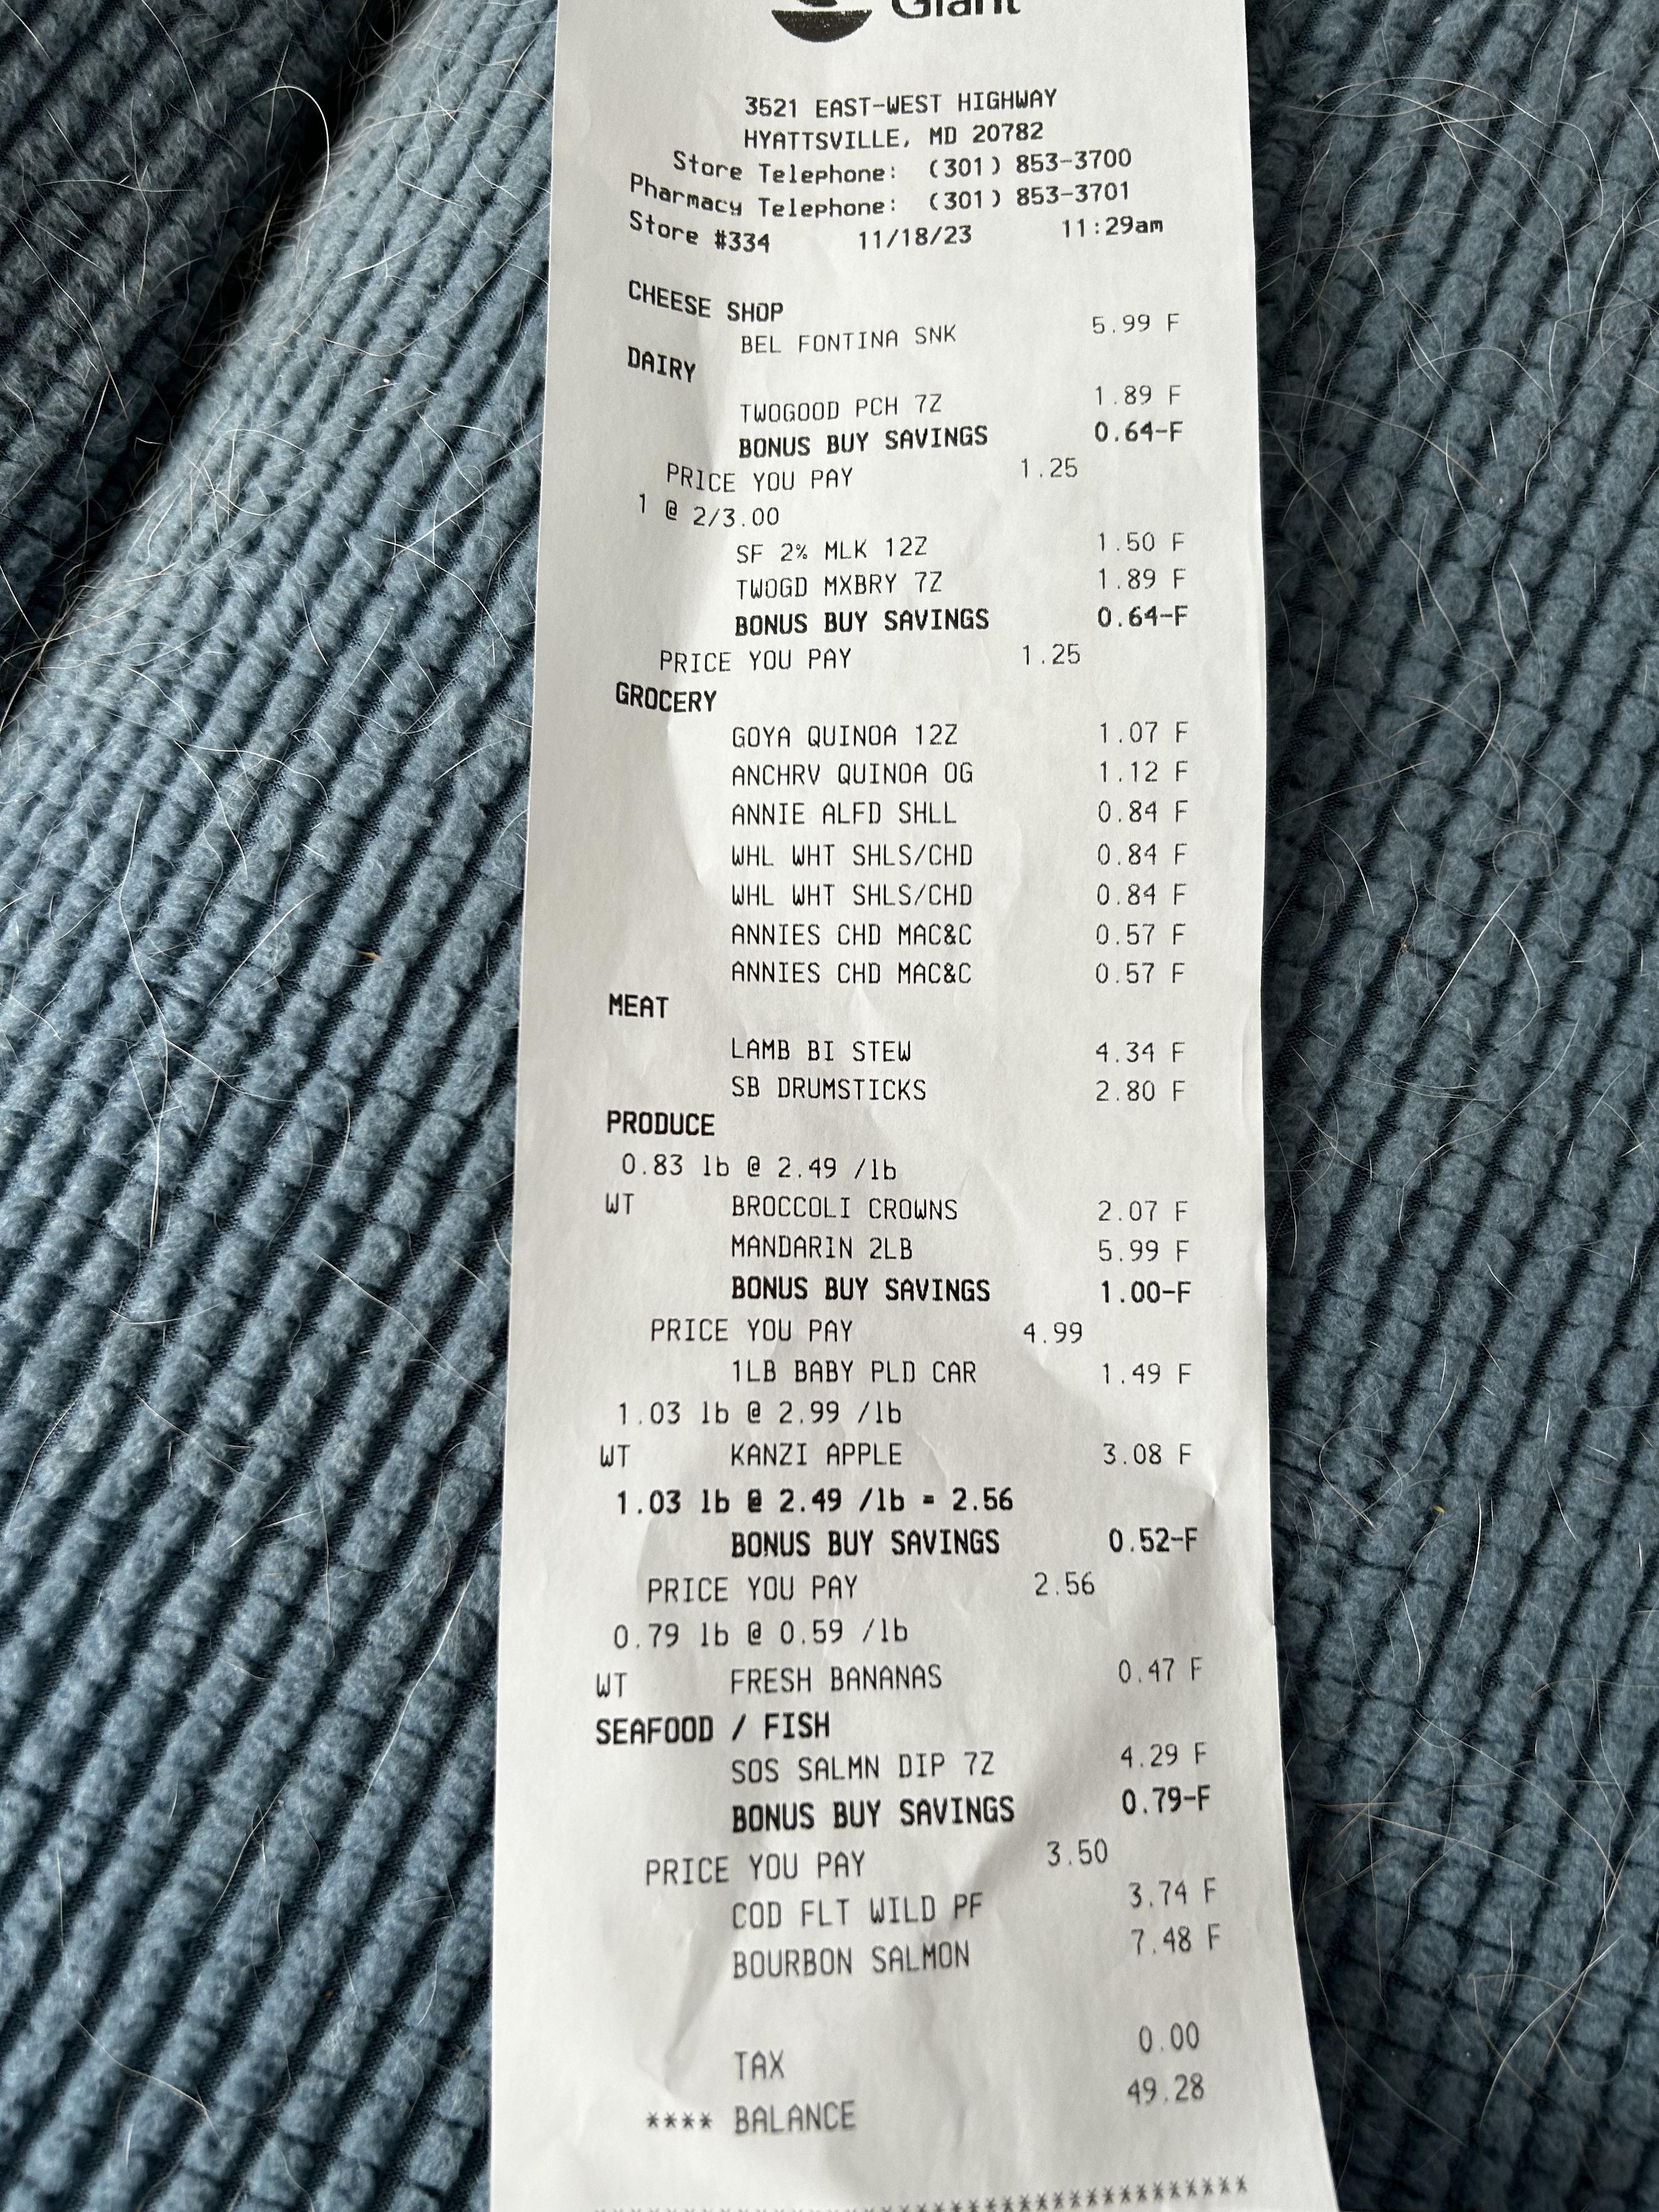 Giant
3521 EAST-WEST HIGHWAY
HYATTSVILLE, MD 20782
Store Telephone: (301) 853-3700
Pharmacy Telephone: (301) 853-3701
Store #334 11/18/23 11:29am
CHEESE SHOP
BEL FONTINA SNK 5.99 F
DAIRY
TWOGOOD PCH 7Z 1.89 F
BONUS BUY SAVINGS 0.64-F
PRICE YOU PAY 1.25
1 @ 2/3.00
SF 2% MLK 12Z 1.50 F
TWOGD MXBRY 7Z 1.89 F
BONUS BUY SAVINGS 0.64-F
PRICE YOU PAY 1.25
GROCERY
GOYA QUINOA 12Z 1.07 F
ANCHRV QUINOA OG 1.12 F
ANNIE ALFD SHLL 0.84 F
WHL WHT SHLS/CHD 0.84 F
WHL WHT SHLS/CHD 0.84 F
ANNIES CHD MAC&C 0.57 F
ANNIES CHD MAC&C 0.57 F
MEAT
LAMB BI STEW 4.34 F
SB DRUMSTICKS 2.80 F
PRODUCE
0.83 lb @ 2.49 /lb
WT BROCCOLI CROWNS 2.07 F
MANDARIN 2LB 5.99 F
BONUS BUY SAVINGS 1.00-F
PRICE YOU PAY 4.99
1LB BABY PLD CAR 1.49 F
1.03 lb @ 2.99 /lb
WT KANZI APPLE 3.08 F
1.03 lb @ 2.49 /lb = 2.56
BONUS BUY SAVINGS 0.52-F
PRICE YOU PAY 2.56
0.79 lb @ 0.59 /lb
WT FRESH BANANAS 0.47 F
SEAFOOD / FISH
SOS SALMN DIP 7Z 4.29 F
BONUS BUY SAVINGS 0.79-F
PRICE YOU PAY 3.50
COD FLT WILD PF 3.74 F
BOURBON SALMON 7.48 F
TAX 0.00
**** BALANCE 49.28